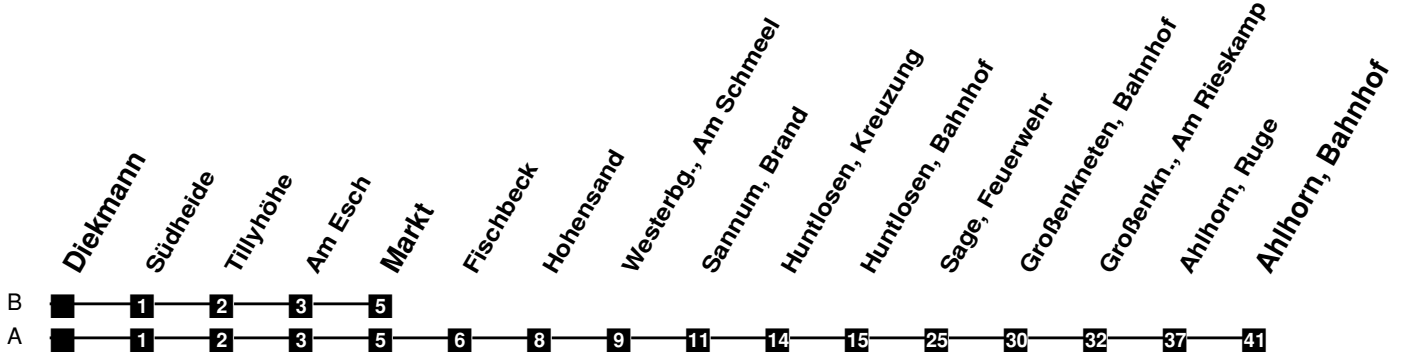 Diekmann
Südheide
Tillyhöhe
Am Esch
Markt
Fischbeck
Hohensand
Westerbg., Am Schmeel
Sannum, Brand
Huntlosen, Kreuzung
Huntlosen, Bahnhof
Sage, Feuerwehr
Großenkneten, Bahnhof
Großenkn., Am Rieskamp
Ahlhorn, Ruge
Ahlhorn, Bahnhof
B 1 2 3 5
A 1 2 3 5 6 8 9 11 14 15 25 30 32 37 41